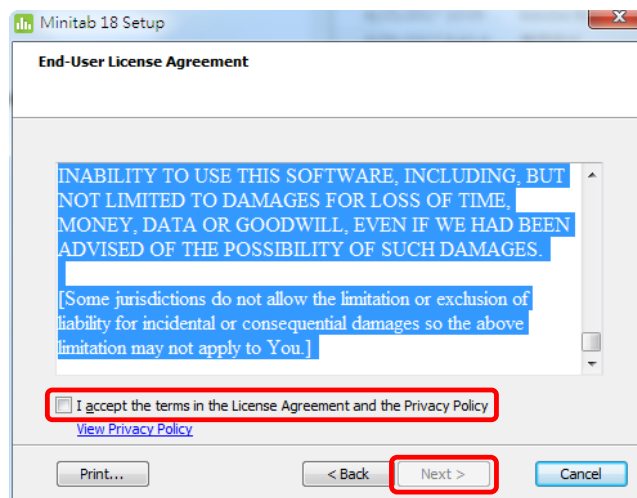 Minitab 18 Setup
End-User License Agreement
INABILITY TO USE THIS SOFTWARE, INCLUDING, BUT
NOT LIMITED TO DAMAGES FOR LOSS OF TIME,
MONEY, DATA OR GOODWILL, EVEN IF WE HAD BEEN
ADVISED OF THE POSSIBILITY OF SUCH DAMAGES.
[Some jurisdictions do not allow the limitation or exclusion of
liability for incidental or consequential damages so the above
limitation may not apply to You.]
I accept the terms in the License Agreement and the Privacy Policy
View Privacy Policy
Print... < Back Next > Cancel